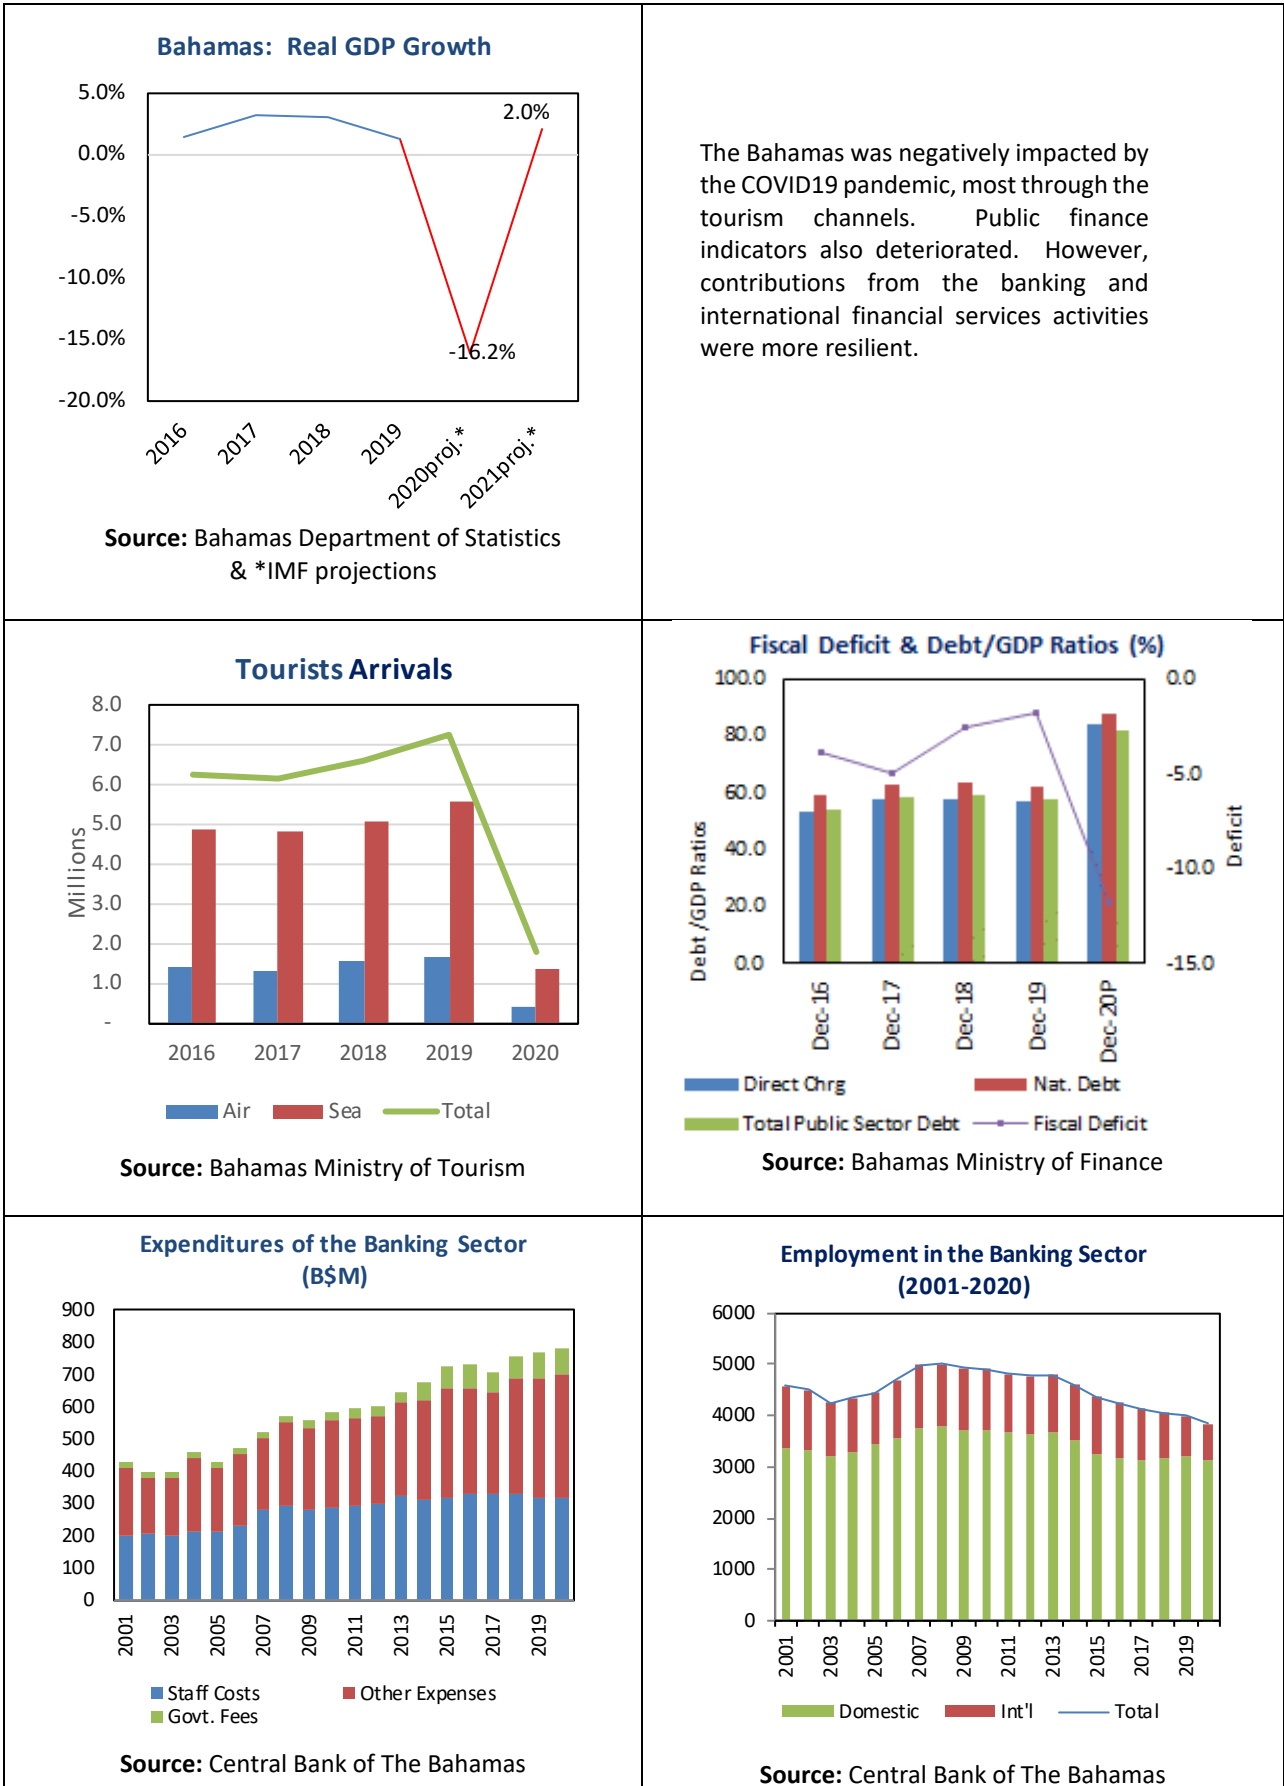 Bahamas: Real GDP Growth
5.0%
0.0%
-5.0%
-10.0%
-15.0%
-20.0%
2.0%
-16.2%
2016
2017
2018
2019
2020proj.*
2021proj.*
Source: Bahamas Department of Statistics
& *IMF projections
The Bahamas was negatively impacted by
the COVID19 pandemic, most through the
tourism channels. Public finance
indicators also deteriorated. However,
contributions from the banking and
international financial services activities
were more resilient.
Tourists Arrivals
8.0
7.0
6.0
5.0
4.0
3.0
2.0
1.0
-
Millions
2016 2017 2018 2019 2020
Air Sea Total
Source: Bahamas Ministry of Tourism
Fiscal Deficit & Debt/GDP Ratios (%)
100.0
80.0
60.0
40.0
20.0
0.0
Debt /GDP Ratios
0.0
-5.0
-10.0
-15.0
Deficit
Dec-16
Dec-17
Dec-18
Dec-19
Dec-20P
Direct Chrg Nat. Debt
Total Public Sector Debt Fiscal Deficit
Source: Bahamas Ministry of Finance
Expenditures of the Banking Sector
(B$M)
900
800
700
600
500
400
300
200
100
0
2001
2003
2005
2007
2009
2011
2013
2015
2017
2019
Staff Costs Other Expenses
Govt. Fees
Source: Central Bank of The Bahamas
Employment in the Banking Sector
(2001-2020)
6000
5000
4000
3000
2000
1000
0
2001
2003
2005
2007
2009
2011
2013
2015
2017
2019
Domestic Int'l Total
Source: Central Bank of The Bahamas